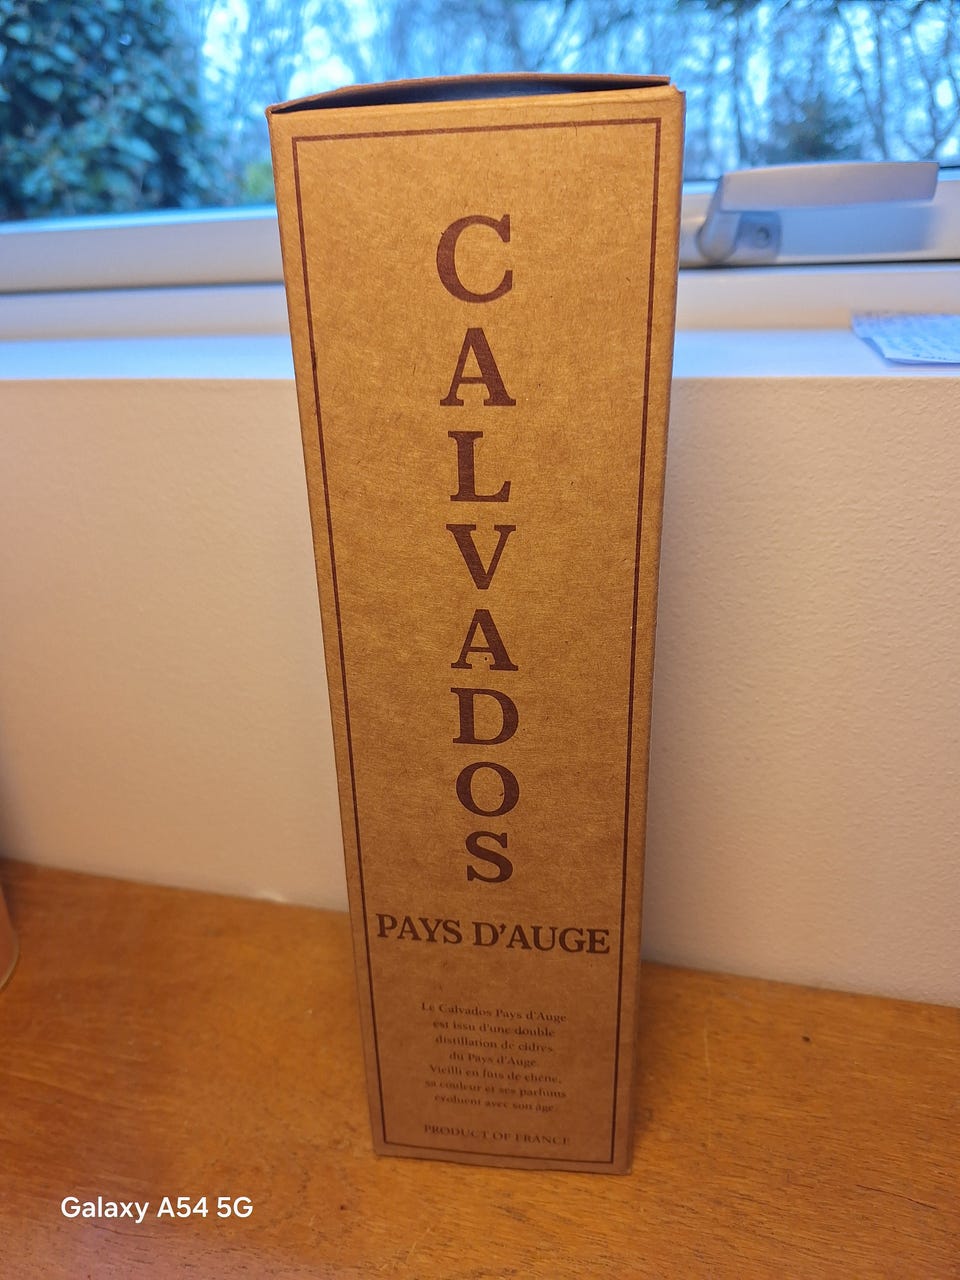 CALVADOS
PAYS D'AUGE
Le Calvados Pays d'Auge
est issu d'une double
distillation de cidres
du Pays d'Auge.
Vieilli en fûts de chêne,
sa couleur et ses parfums
évoluent avec son âge.
PRODUCT OF FRANCE
Galaxy A54 5G